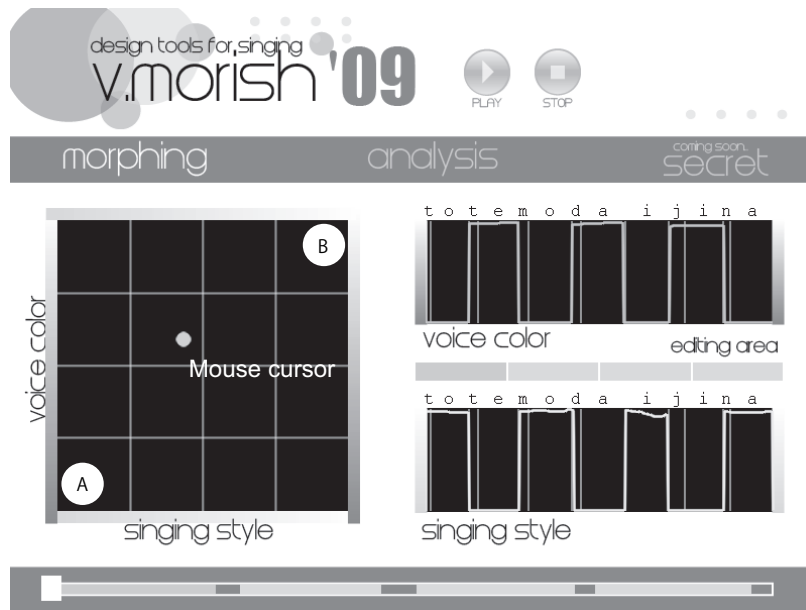 design tools for singing
v.morish '09
PLAY STOP
morphing analysis coming soon.. secret
B
voice color
Mouse cursor
A
singing style
t o t e m o d a i j i n a
voice color
editing area
t o t e m o d a i j i n a
singing style